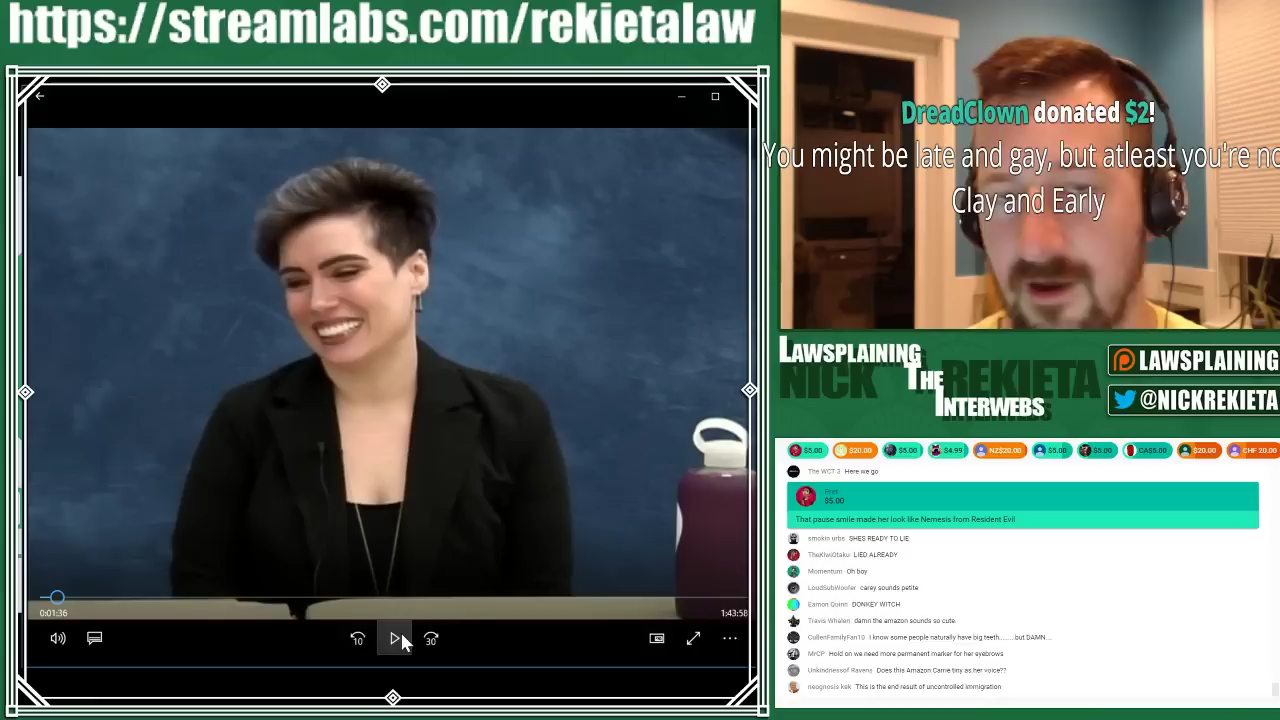 https://streamlabs.com/rekietalaw
DreadClown donated $2!
You might be late and gay, but atleast you're no
Clay and Early
0:01:36
1:43:58
10
30
LAWSPLAINING
THE
INTERWEBS
NICK REKIETA
LAWSPLAINING
@NICKREKIETA
$5.00
$20.00
$5.00
$4.99
NZ$20.00
$5.00
$5.00
CA$5.00
$20.00
CHF 20.00
The WCT 3 Here we go
$5.00
That pause smile made her look like Nemesis from Resident Evil
smokin urbs SHES READY TO LIE
TheKiwiOtaku LIED ALREADY
Momentum Oh boy
LoudSubWoofer carey sounds petite
Eamon Quinn DONKEY WITCH
Travis Whalen damn the amazon sounds so cute.
CullenFamilyFan10 I know some people naturally have big teeth........but DAMN....
MrCP Hold on we need more permanent marker for her eyebrows
Unkindnessof Ravens Does this Amazon Carrie tiny as her voice??
neognosis kek This is the end result of uncontrolled immigration